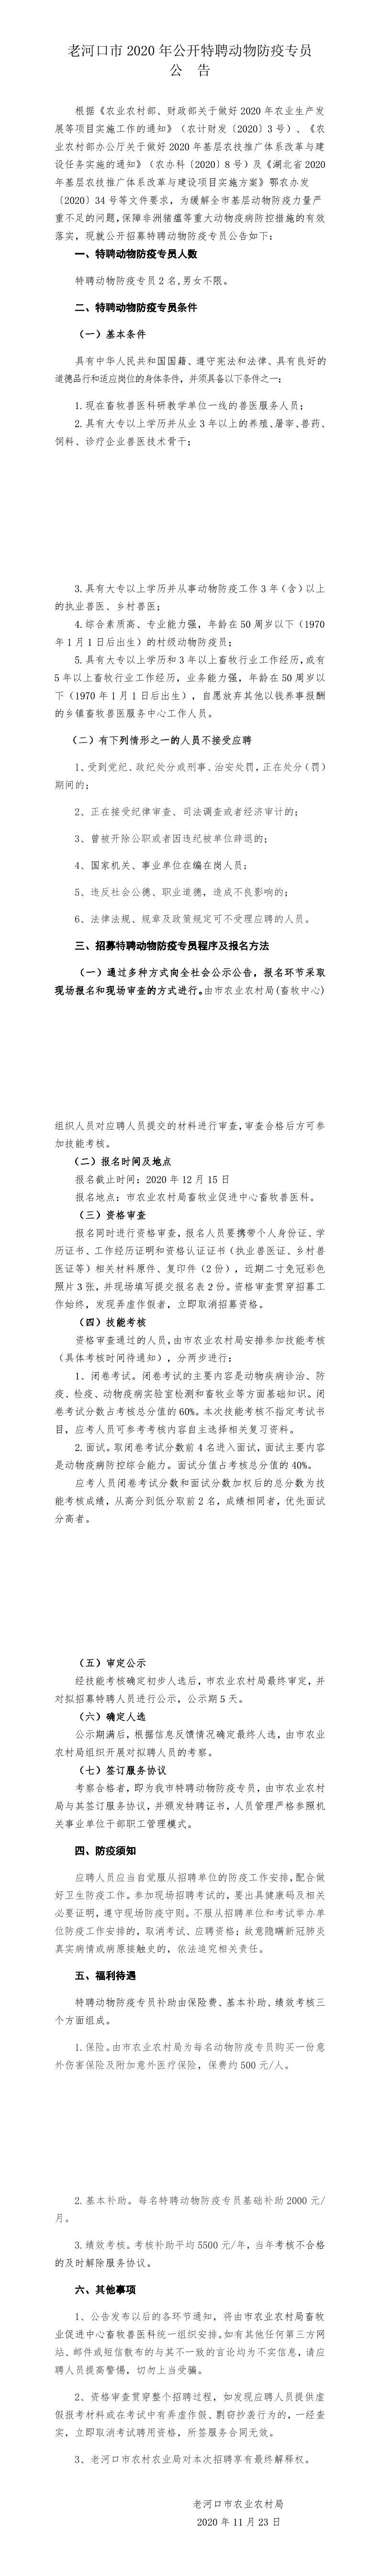 老河口市 2020 年公开特聘动物防疫专员
公 告
根据《农业农村部、财政部关于做好 2020 年农业生产发
展等项目实施工作的通知》（农计财发〔2020〕3 号）、《农
业农村部办公厅关于做好 2020 年基层农技推广体系改革与建
设任务实施的通知》（农办科〔2020〕8 号）及《湖北省 2020
年基层农技推广体系改革与建设项目实施方案》鄂农办发
〔2020〕34 号等文件要求，为缓解全市基层动物防疫力量严
重不足的问题,保障非洲猪瘟等重大动物疫病防控措施的有效
落实，现就公开招募特聘动物防疫专员公告如下：
一、特聘动物防疫专员人数
特聘动物防疫专员 2 名,男女不限。
二、特聘动物防疫专员条件
（一）基本条件
具有中华人民共和国国籍、遵守宪法和法律、具有良好的
道德品行和适应岗位的身体条件，并须具备以下条件之一：
1.现在畜牧兽医科研教学单位一线的兽医服务人员；
2.具有大专以上学历并从业 3 年以上的养殖、屠宰、兽药、
饲料、诊疗企业兽医技术骨干；
3.具有大专以上学历并从事动物防疫工作 3 年（含）以上
的执业兽医、乡村兽医；
4.综合素质高、专业能力强，年龄在 50 周岁以下（1970
年 1 月 1 日后出生）的村级动物防疫员；
5.具有大专以上学历和 3 年以上畜牧行业工作经历,或有
5 年以上畜牧行业工作经历，业务能力强，年龄在 50 周岁以
下（1970 年 1 月 1 日后出生），自愿放弃其他以钱养事报酬
的乡镇畜牧兽医服务中心工作人员。
（二）有下列情形之一的人员不接受应聘
1、受到党纪、政纪处分或刑事、治安处罚,正在处分（罚）
期间的；
2、正在接受纪律审查、司法调查或者经济审计的；
3、曾被开除公职或者因违纪被单位辞退的；
4、国家机关、事业单位在编在岗人员；
5、违反社会公德、职业道德，造成不良影响的；
6、法律法规、规章及政策规定可不受理应聘的人员。
三、招募特聘动物防疫专员程序及报名方法
（一）通过多种方式向全社会公示公告，报名环节采取
现场报名和现场审查的方式进行。由市农业农村局(畜牧中心)
组织人员对应聘人员提交的材料进行审查,审查合格后方可参
加技能考核。
（二）报名时间及地点
报名截止时间：2020 年 12 月 15 日
报名地点：市农业农村局畜牧业促进中心畜牧兽医科。
（三）资格审查
报名同时进行资格审查，报名人员要携带个人身份证、学
历证书、工作经历证明和资格认证证书（执业兽医证、乡村兽
医证等）相关材料原件、复印件（2 份），近期二寸免冠彩色
照片 3 张，并现场填写提交报名表 2 份。资格审查贯穿招募工
作始终，发现弄虚作假者，立即取消招募资格。
（四）技能考核
资格审查通过的人员,由市农业农村局安排参加技能考核
（具体考核时间待通知），分两步进行：
1、闭卷考试。闭卷考试的主要内容是动物疾病诊治、防
疫、检疫、动物疫病实验室检测和畜牧业等方面基础知识。闭
卷考试分数占考核总分值的 60%。本次技能考核不指定考试书
目，应考人员可参考考核内容自主选择相关复习资料。
2.面试。取闭卷考试分数前 4 名进入面试,面试主要内容
是动物疫病防控综合能力。面试分值占考核总分值的 40%。
应考人员闭卷考试分数和面试分数加权后的总分数为技
能考核成绩，从高分到低分取前 2 名，成绩相同者，优先面试
分高者。
（五）审定公示
经技能考核确定初步人选后，市农业农村局最终审定，并
对拟招募特聘人员进行公示，公示期 5 天。
（六）确定人选
公示期满后，根据信息反馈情况确定最终人选，由市农业
农村局组织开展对拟聘人员的考察。
（七）签订服务协议
考察合格者，即为我市特聘动物防疫专员，由市农业农村
局与其签订服务协议，并颁发特聘证书，人员管理严格参照机
关事业单位干部职工管理模式。
四、防疫须知
应聘人员应当自觉服从招聘单位的防疫工作安排,配合做
好卫生防疫工作。参加现场招聘考试的，要出具健康码及相关
必要证明，遵守现场防疫守则。不服从招聘单位和考试举办单
位防疫工作安排的，取消考试、应聘资格；故意隐瞒新冠肺炎
真实病情或病原接触史的，依法追究相关责任。
五、福利待遇
特聘动物防疫专员补助由保险费、基本补助、绩效考核三
个方面组成。
1.保险。由市农业农村局为每名动物防疫专员购买一份意
外伤害保险及附加意外医疗保险，保费约 500 元/人。
2.基本补助。每名特聘动物防疫专员基础补助 2000 元/
月。
3.绩效考核。考核补助平均 5500 元/年，当年考核不合格
的及时解除服务协议。
六、其他事项
1、公告发布以后的各环节通知，将由市农业农村局畜牧
业促进中心畜牧兽医科统一组织安排。如有其他任何第三方网
站、邮件或短信散布的与其不一致的言论均为不实信息，请应
聘人员提高警惕，切勿上当受骗。
2、资格审查贯穿整个招聘过程，如发现应聘人员提供虚
假报考材料或在考试中有弄虚作假、剽窃抄袭行为的，一经查
实，立即取消考试聘用资格，所签服务合同无效。
3、老河口市农村农业局对本次招聘享有最终解释权。
老河口市农业农村局
2020 年 11 月 23 日